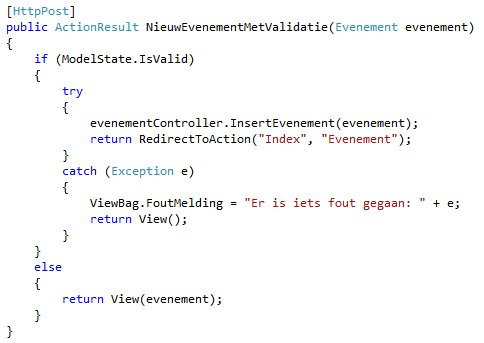 [HttpPost]
public ActionResult NieuwEvenementMetValidatie(Evenement evenement)
{
    if (ModelState.IsValid)
    {
        try
        {
            evenementController.InsertEvenement(evenement);
            return RedirectToAction("Index", "Evenement");
        }
        catch (Exception e)
        {
            ViewBag.FoutMelding = "Er is iets fout gegaan: " + e;
            return View();
        }
    }
    else
    {
        return View(evenement);
    }
}